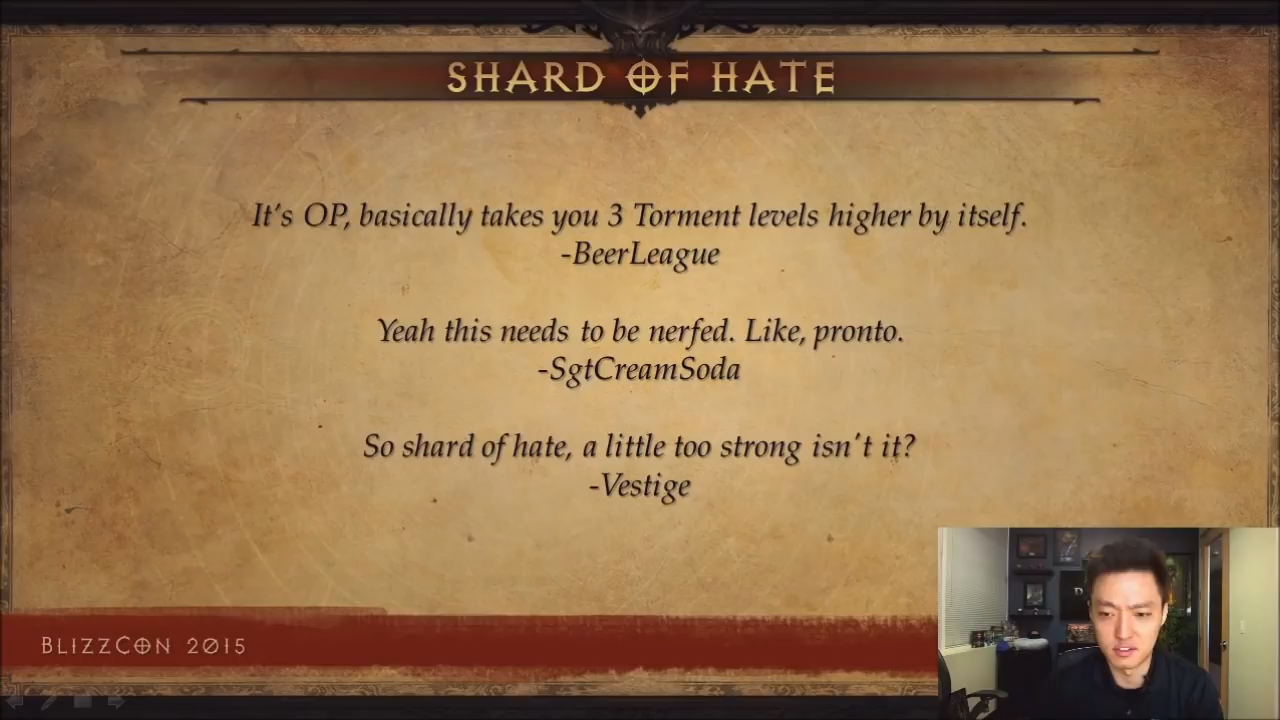 SHARD OF HATE
It's OP, basically takes you 3 Torment levels higher by itself.
-BeerLeague
Yeah this needs to be nerfed. Like, pronto.
-SgtCreamSoda
So shard of hate, a little too strong isn't it?
-Vestige
BLIZZCON 2015